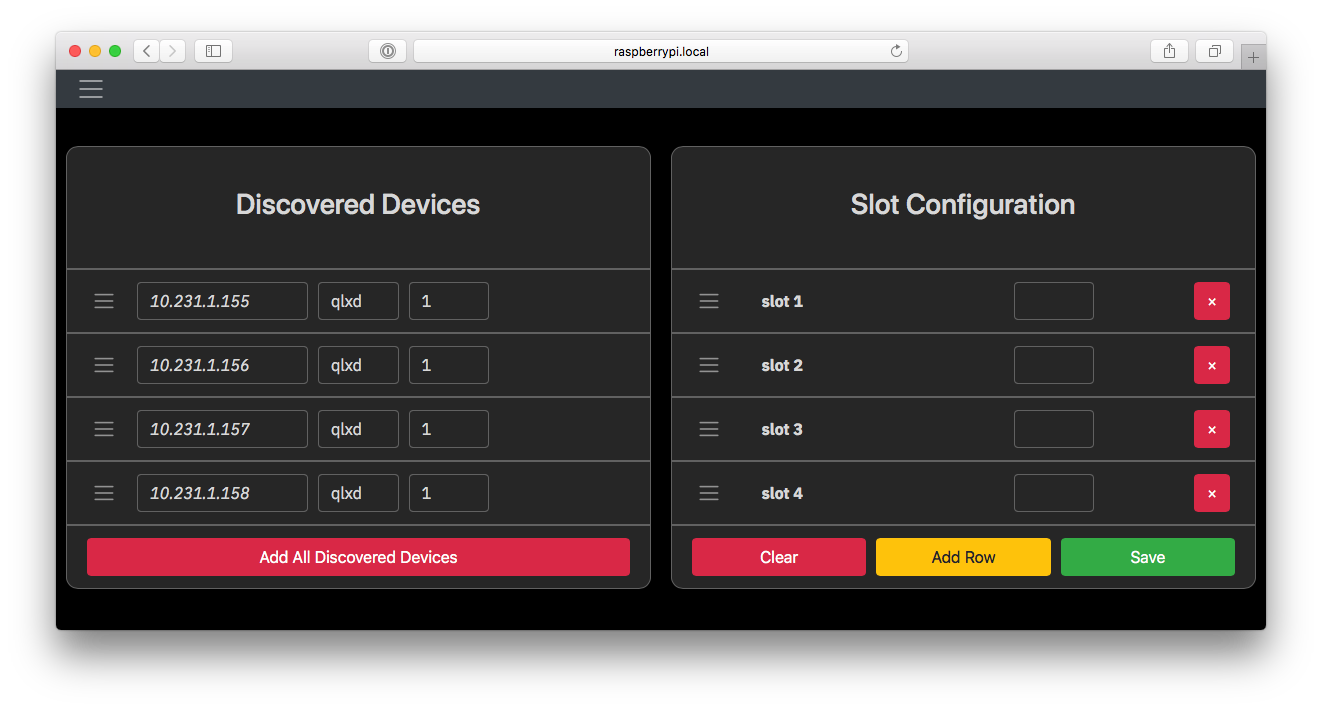 raspberrypi.local
Discovered Devices
10.231.1.155 qlxd 1
10.231.1.156 qlxd 1
10.231.1.157 qlxd 1
10.231.1.158 qlxd 1
Add All Discovered Devices
Slot Configuration
slot 1 ×
slot 2 ×
slot 3 ×
slot 4 ×
Clear Add Row Save